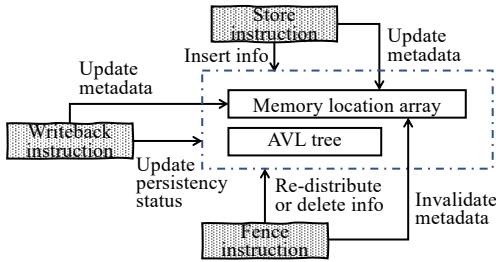 Store
instruction
Insert info
Update
metadata
Update
metadata
Memory location array
Writeback
instruction
AVL tree
Update
persistency
status
Re-distribute
or delete info
Invalidate
metadata
Fence
instruction